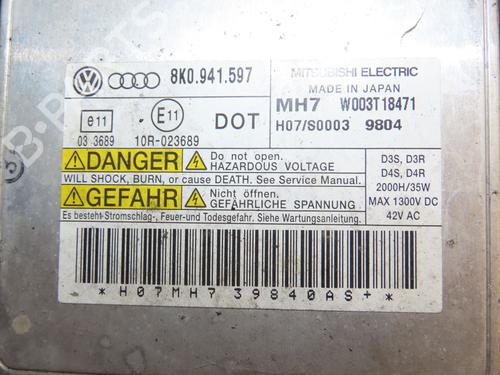 8K0.941.597
MITSUBISHI ELECTRIC
MADE IN JAPAN
e11
E11
DOT
MH7 W003T18471
03 3689
10R-023689
H07/S0003 9804
DANGER
Do not open.
HAZARDOUS VOLTAGE
WILL SHOCK, BURN, or cause DEATH. See Service Manual.
GEFAHR
Nicht öffnen.
GEFÄHRLICHE SPANNUNG
Es besteht Stromschlag-, Feuer-und Todesgefahr. Siehe Wartungsanleitung.
D3S, D3R
D4S, D4R
2000H/35W
MAX 1300V DC
42V AC
*H07MH739840AS+*